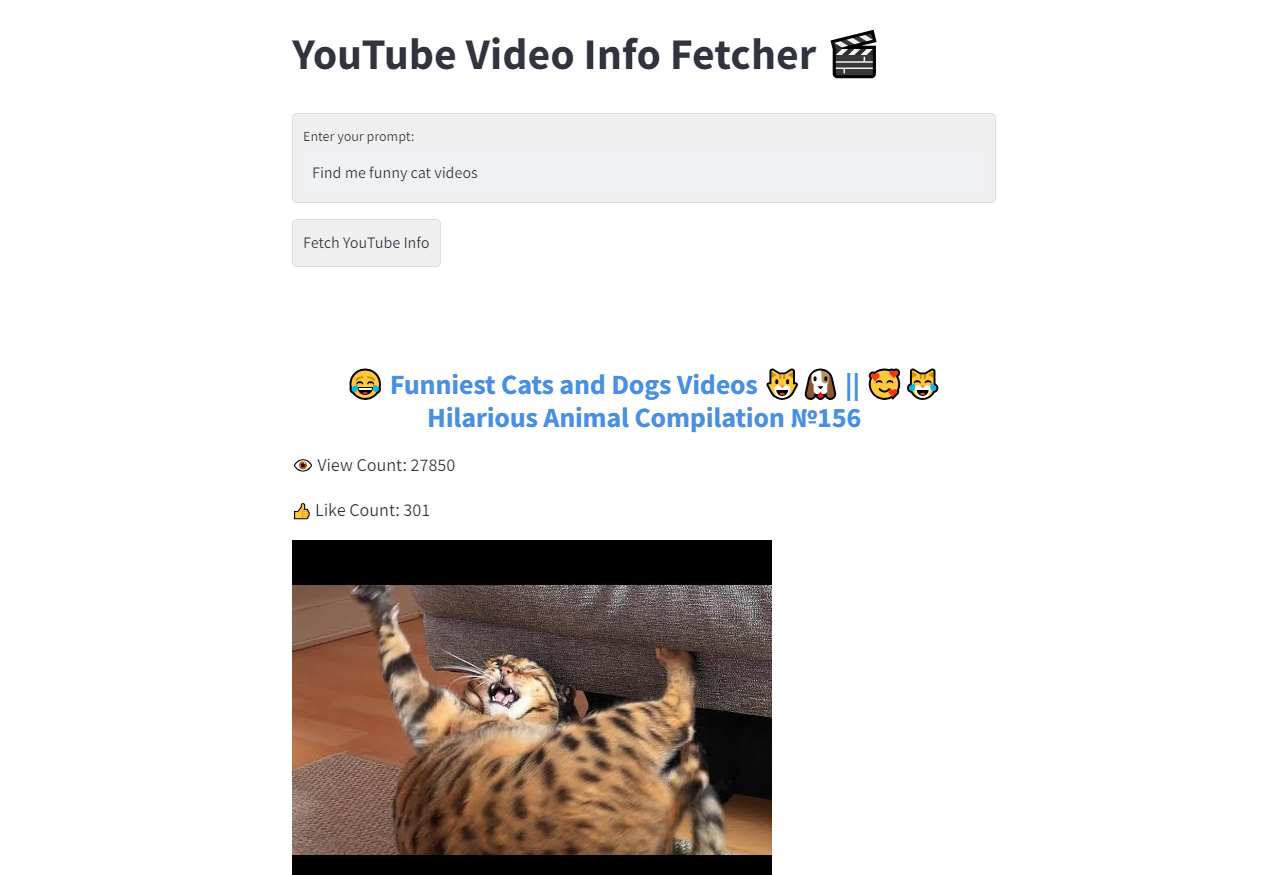 YouTube Video Info Fetcher 🎬
Enter your prompt:
Find me funny cat videos
Fetch YouTube Info
😂 Funniest Cats and Dogs Videos 😺🐶 || 🥰😹
Hilarious Animal Compilation №156
👁️ View Count: 27850
👍 Like Count: 301